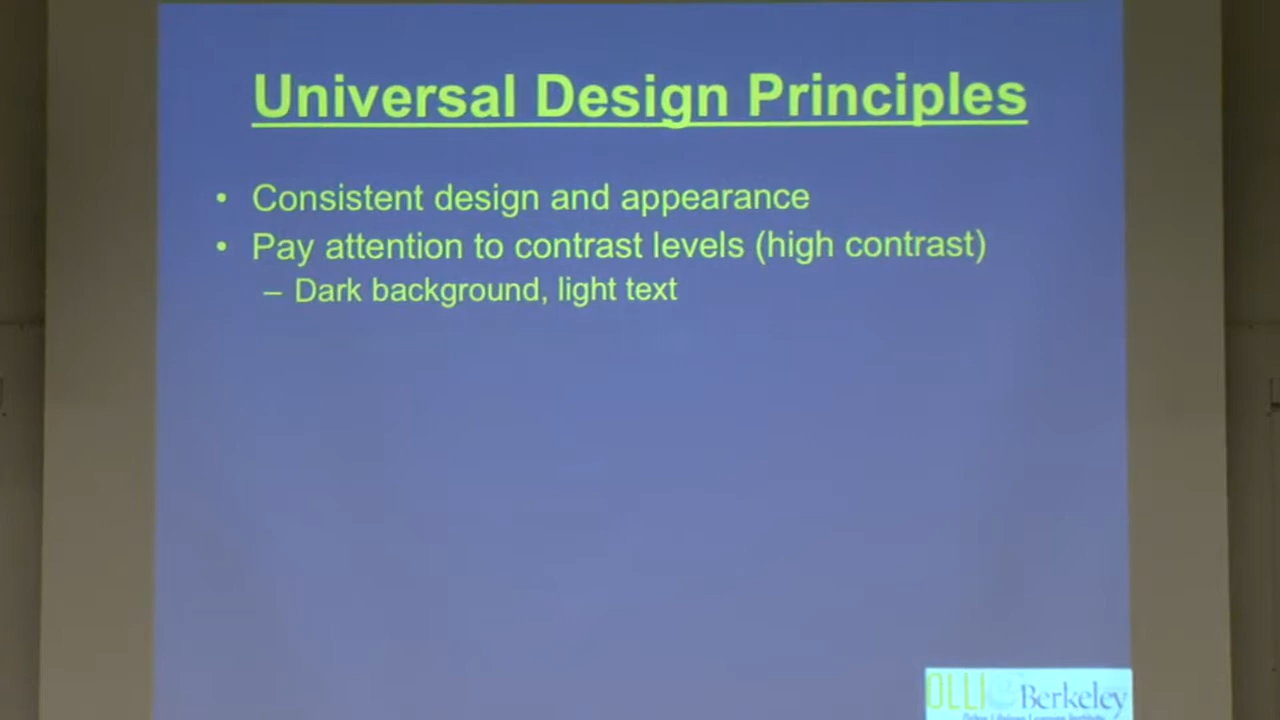 Universal Design Principles
• Consistent design and appearance
• Pay attention to contrast levels (high contrast)
– Dark background, light text
OLLI@Berkeley